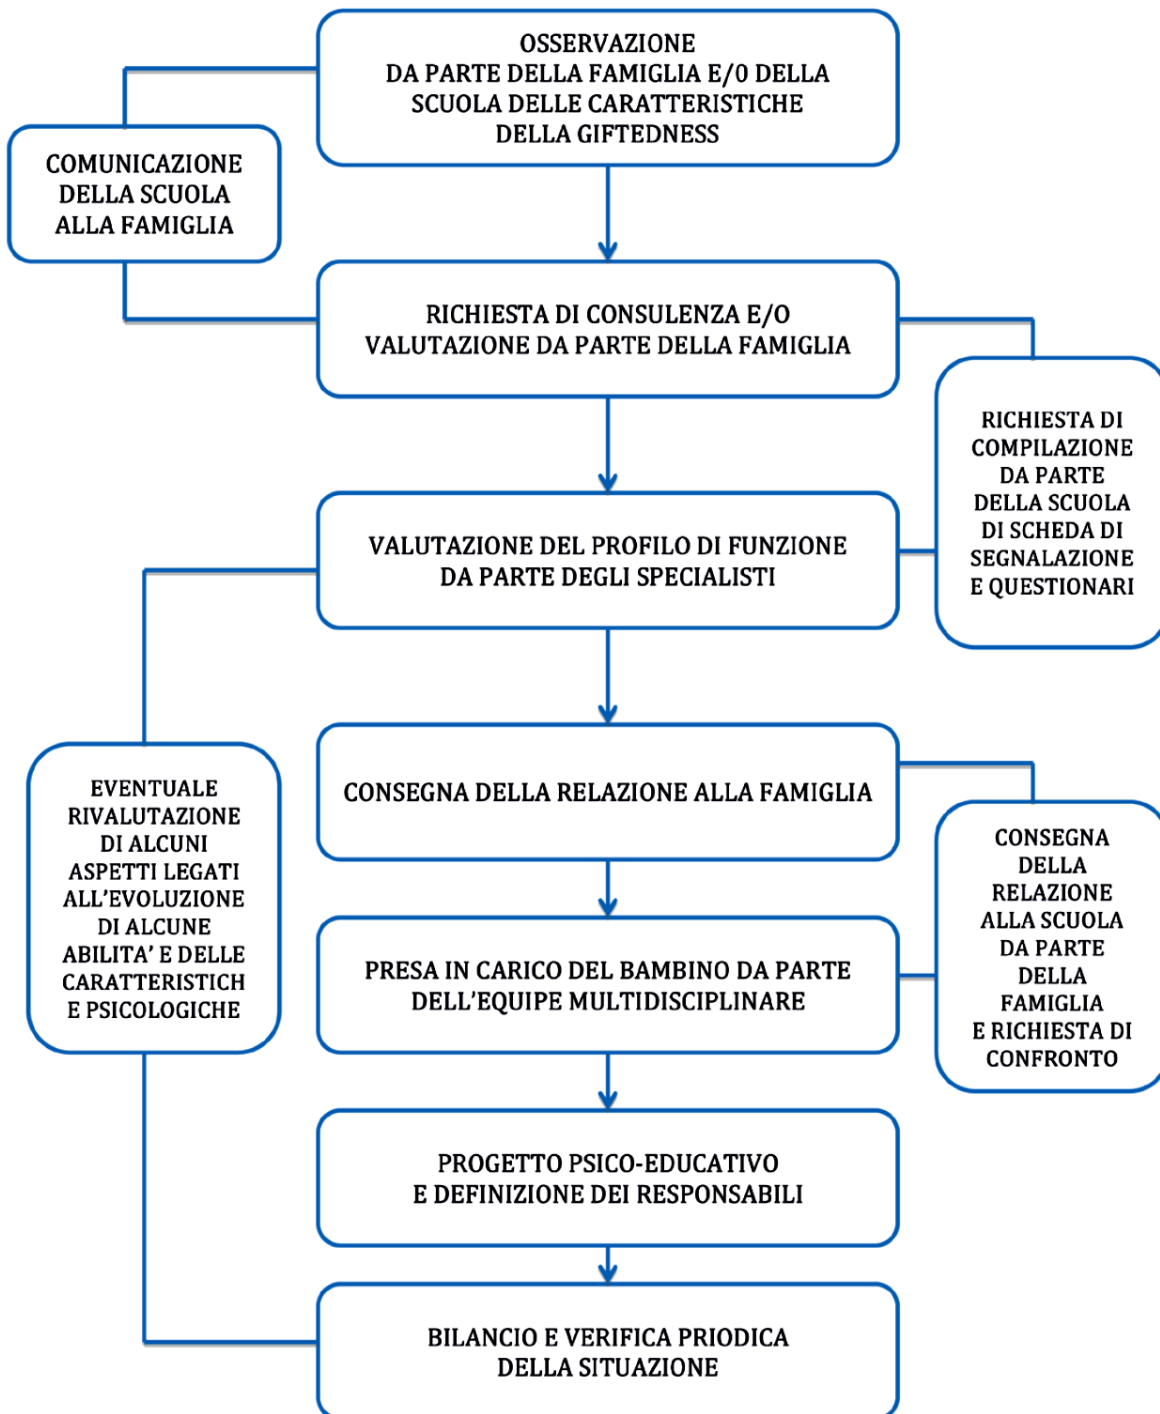 OSSERVAZIONE
DA PARTE DELLA FAMIGLIA E/0 DELLA
SCUOLA DELLE CARATTERISTICHE
DELLA GIFTEDNESS
COMUNICAZIONE
DELLA SCUOLA
ALLA FAMIGLIA
RICHIESTA DI CONSULENZA E/O
VALUTAZIONE DA PARTE DELLA FAMIGLIA
RICHIESTA DI
COMPILAZIONE
DA PARTE
DELLA SCUOLA
DI SCHEDA DI
SEGNALAZIONE
E QUESTIONARI
VALUTAZIONE DEL PROFILO DI FUNZIONE
DA PARTE DEGLI SPECIALISTI
CONSEGNA DELLA RELAZIONE ALLA FAMIGLIA
CONSEGNA
DELLA
RELAZIONE
ALLA SCUOLA
DA PARTE
DELLA
FAMIGLIA
E RICHIESTA DI
CONFRONTO
EVENTUALE
RIVALUTAZIONE
DI ALCUNI
ASPETTI LEGATI
ALL'EVOLUZIONE
DI ALCUNE
ABILITA' E DELLE
CARATTERISTICH
E PSICOLOGICHE
PRESA IN CARICO DEL BAMBINO DA PARTE
DELL'EQUIPE MULTIDISCIPLINARE
PROGETTO PSICO-EDUCATIVO
E DEFINIZIONE DEI RESPONSABILI
BILANCIO E VERIFICA PRIODICA
DELLA SITUAZIONE